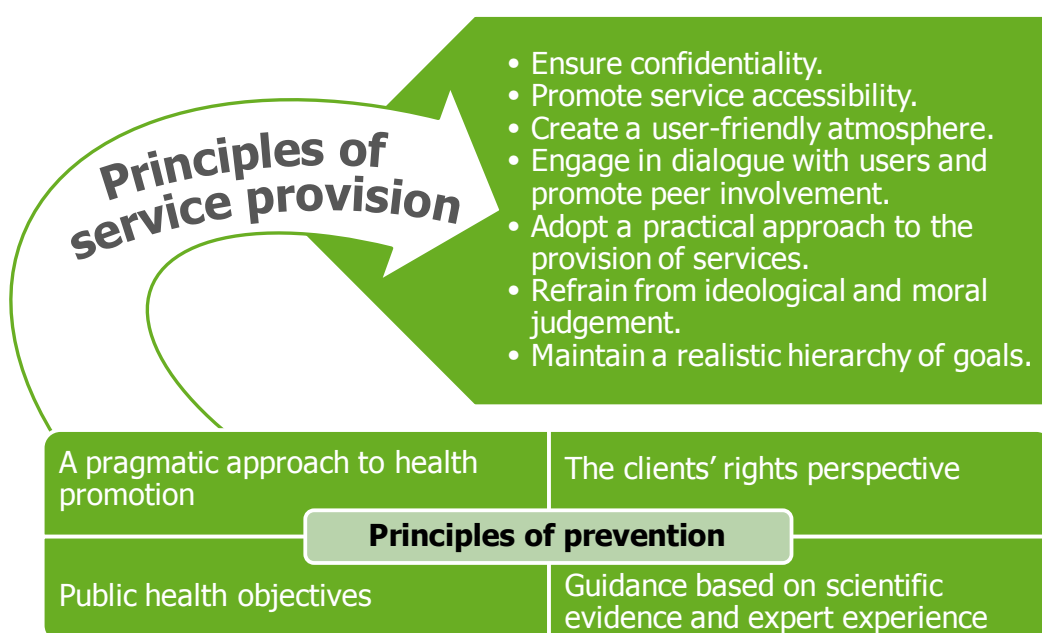 Principles of
service provision
• Ensure confidentiality.
• Promote service accessibility.
• Create a user-friendly atmosphere.
• Engage in dialogue with users and
promote peer involvement.
• Adopt a practical approach to the
provision of services.
• Refrain from ideological and moral
judgement.
• Maintain a realistic hierarchy of goals.
A pragmatic approach to health
promotion
The clients’ rights perspective
Principles of prevention
Public health objectives
Guidance based on scientific
evidence and expert experience